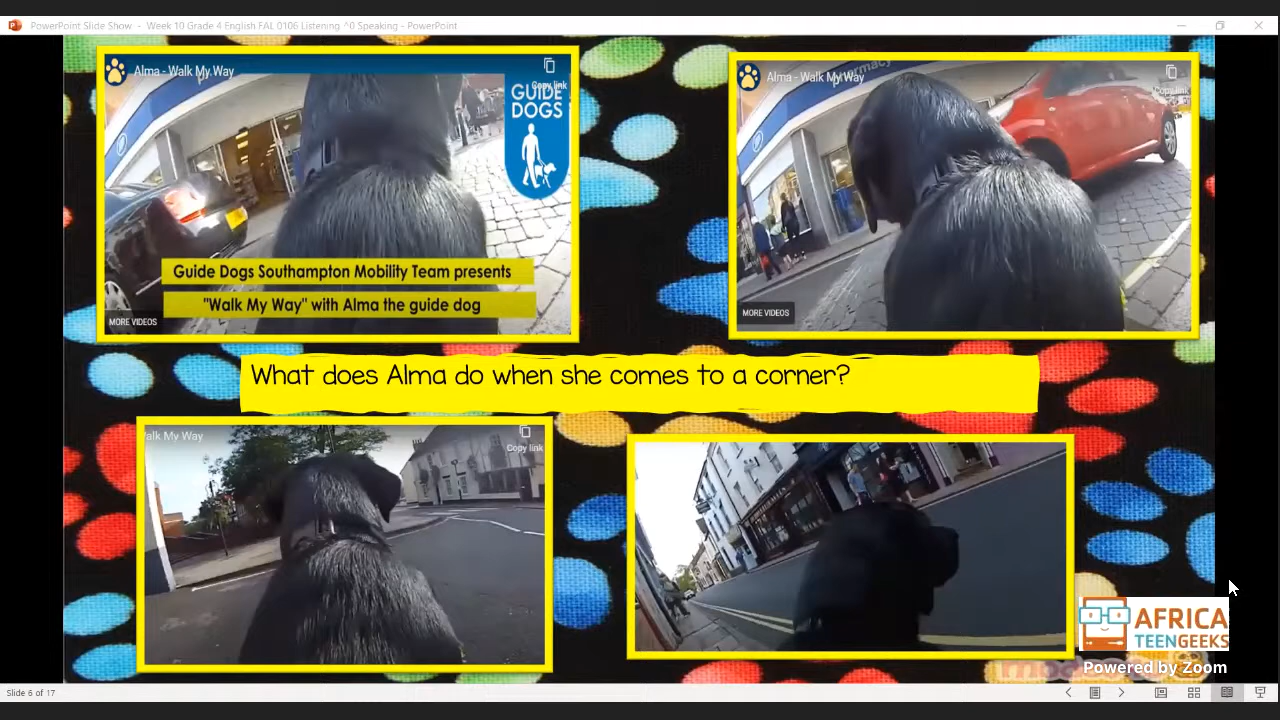 PowerPoint Slide Show - Week 10 Grade 4 English FAL 0106 Listening ^0 Speaking - PowerPoint
Alma - Walk My Way
Copy link
GUIDE
DOGS
Guide Dogs Southampton Mobility Team presents
"Walk My Way" with Alma the guide dog
MORE VIDEOS
Alma - Walk My Way
Copy link
MORE VIDEOS
What does Alma do when she comes to a corner?
alk My Way
Copy link
AFRICA
TEENGEEKS
Powered by Zoom
Slide 6 of 17